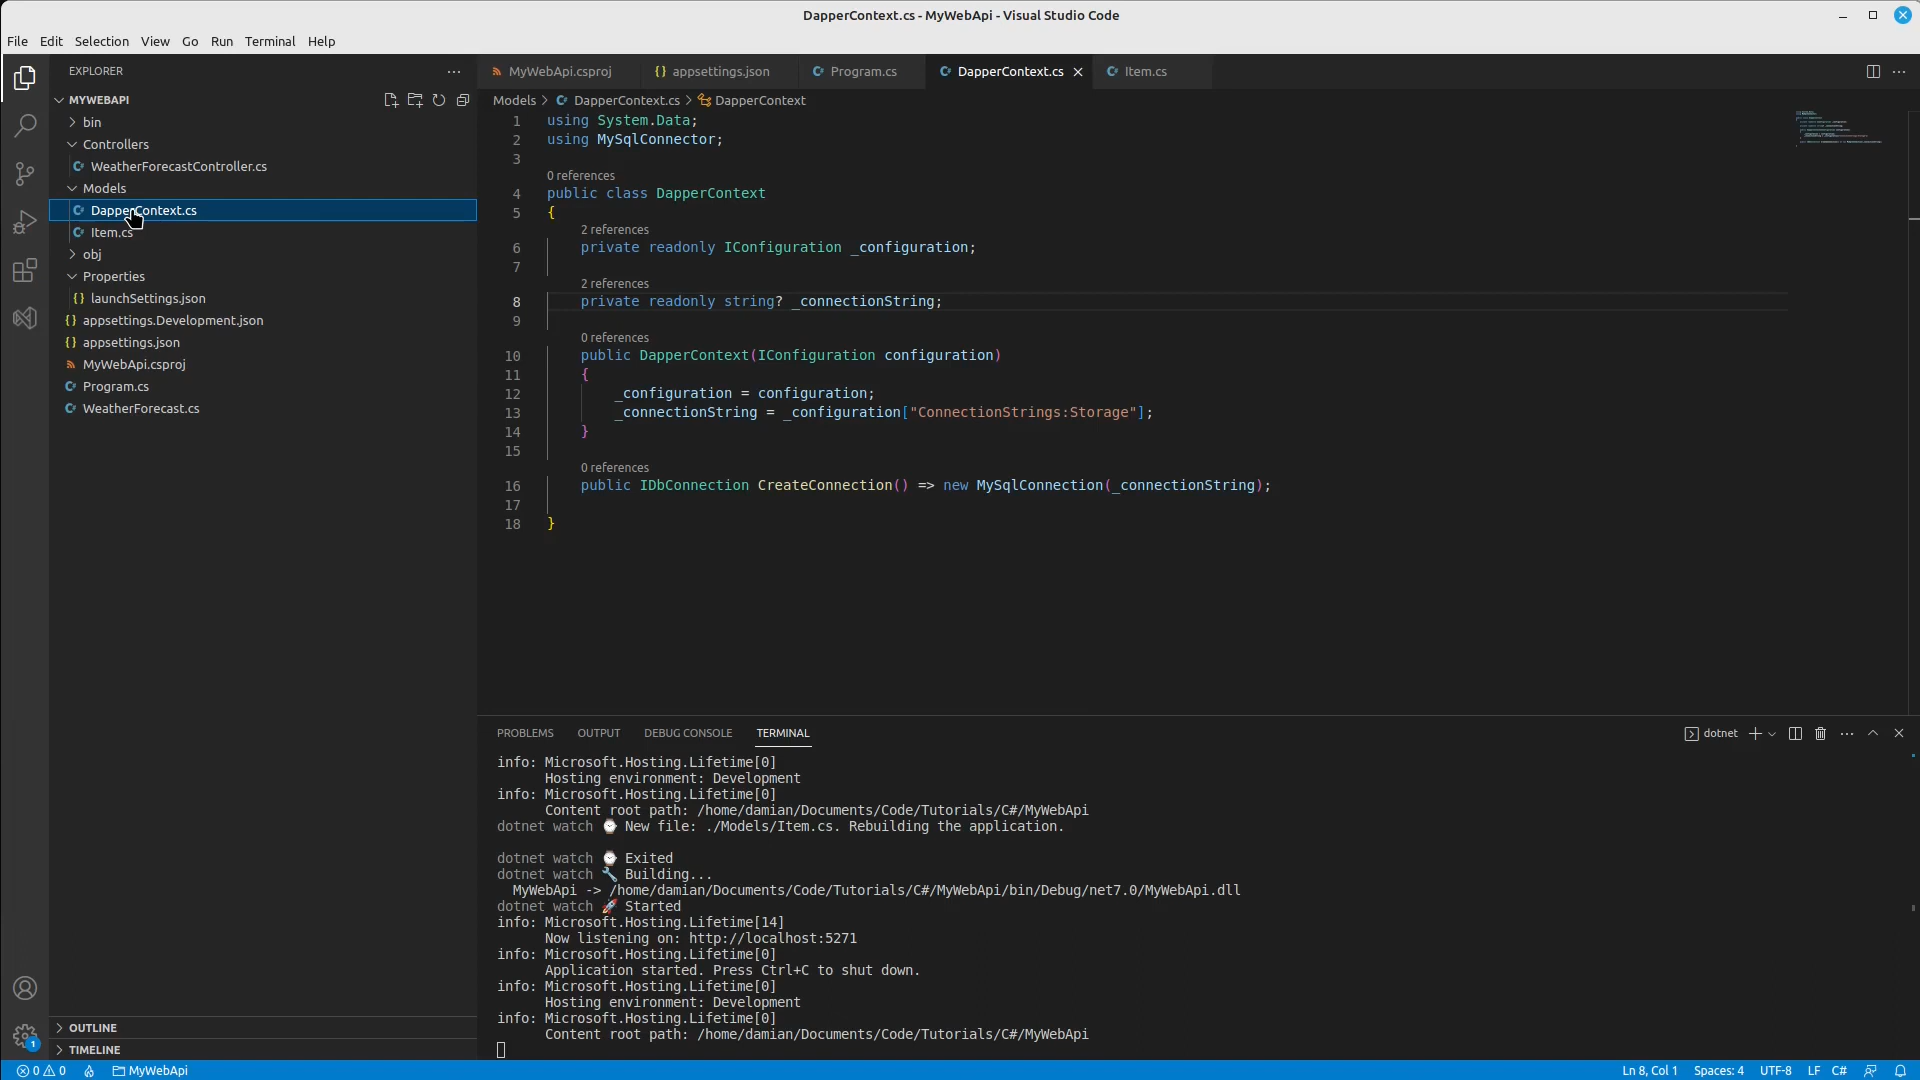 DapperContext.cs - MyWebApi - Visual Studio Code
File Edit Selection View Go Run Terminal Help
EXPLORER
MYWEBAPI
bin
Controllers
WeatherForecastController.cs
Models
DapperContext.cs
Item.cs
obj
Properties
launchSettings.json
appsettings.Development.json
appsettings.json
MyWebApi.csproj
Program.cs
WeatherForecast.cs
OUTLINE
TIMELINE
MyWebApi.csproj {} appsettings.json Program.cs DapperContext.cs Item.cs
Models > DapperContext.cs > DapperContext
1 using System.Data;
2 using MySqlConnector;
3
0 references
4 public class DapperContext
5 {
2 references
6 private readonly IConfiguration _configuration;
7
2 references
8 private readonly string? _connectionString;
9
0 references
10 public DapperContext(IConfiguration configuration)
11 {
12 _configuration = configuration;
13 _connectionString = _configuration["ConnectionStrings:Storage"];
14 }
15
0 references
16 public IDbConnection CreateConnection() => new MySqlConnection(_connectionString);
17
18 }
PROBLEMS OUTPUT DEBUG CONSOLE TERMINAL
dotnet
info: Microsoft.Hosting.Lifetime[0]
Hosting environment: Development
info: Microsoft.Hosting.Lifetime[0]
Content root path: /home/damian/Documents/Code/Tutorials/C#/MyWebApi
dotnet watch ⌚ New file: ./Models/Item.cs. Rebuilding the application.
dotnet watch ⌚ Exited
dotnet watch 🔧 Building...
MyWebApi -> /home/damian/Documents/Code/Tutorials/C#/MyWebApi/bin/Debug/net7.0/MyWebApi.dll
dotnet watch 🚀 Started
info: Microsoft.Hosting.Lifetime[14]
Now listening on: http://localhost:5271
info: Microsoft.Hosting.Lifetime[0]
Application started. Press Ctrl+C to shut down.
info: Microsoft.Hosting.Lifetime[0]
Hosting environment: Development
info: Microsoft.Hosting.Lifetime[0]
Content root path: /home/damian/Documents/Code/Tutorials/C#/MyWebApi
1
0 0 MyWebApi
Ln 8, Col 1 Spaces: 4 UTF-8 LF C#